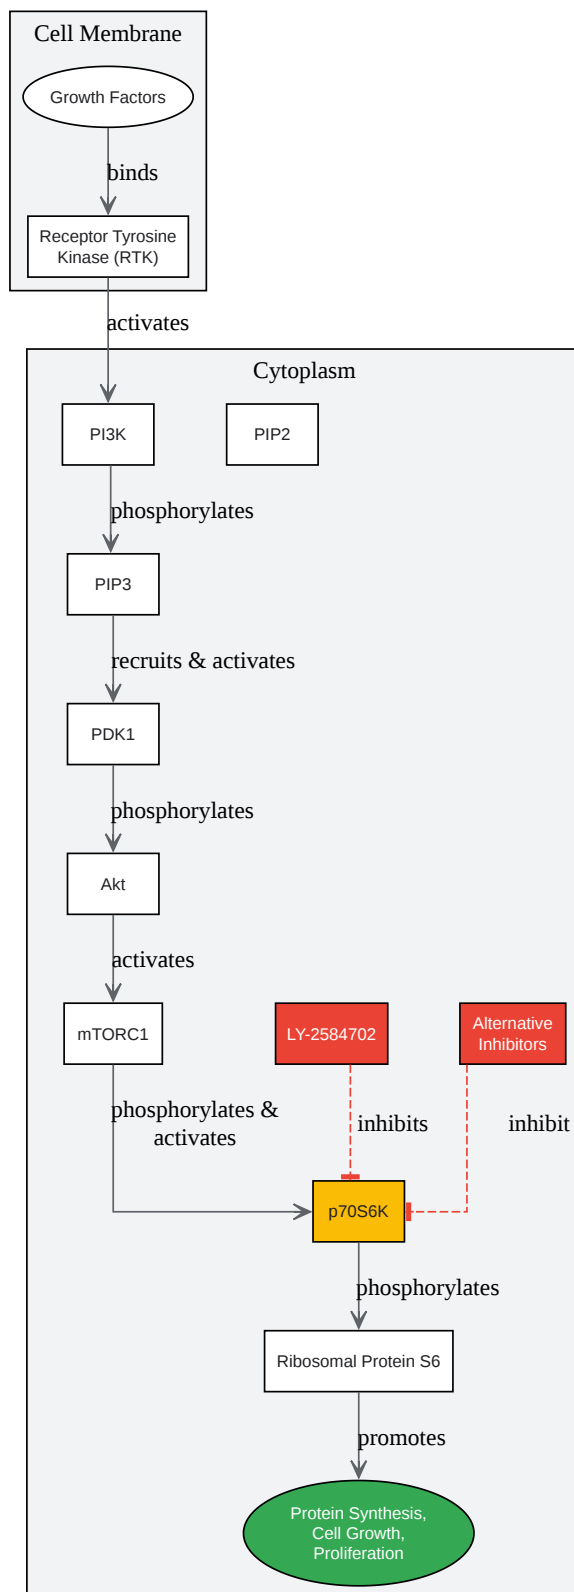 Cell Membrane
Growth Factors
binds
Receptor Tyrosine
Kinase (RTK)
activates
Cytoplasm
PI3K
PIP2
phosphorylates
PIP3
recruits & activates
PDK1
phosphorylates
Akt
activates
mTORC1
LY-2584702
Alternative
Inhibitors
phosphorylates &
activates
inhibits
inhibit
p70S6K
phosphorylates
Ribosomal Protein S6
promotes
Protein Synthesis,
Cell Growth,
Proliferation